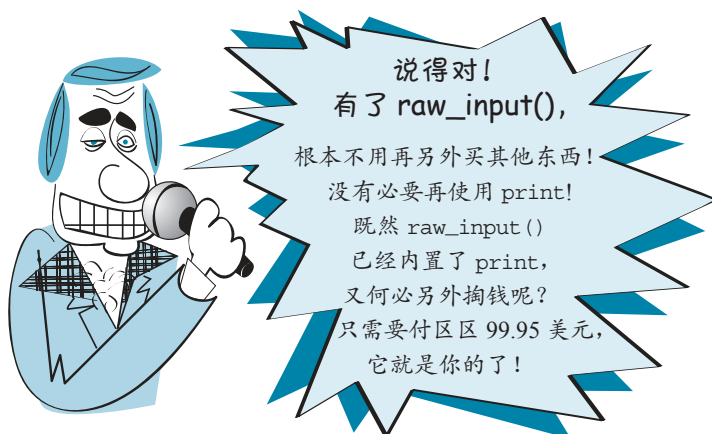 说得对！
有了 raw_input()，
根本不用再另外买其他东西！
没有必要再使用 print!
既然 raw_input()
已经内置了 print，
又何必另外掏钱呢？
只需要付区区 99.95 美元，
它就是你的了！